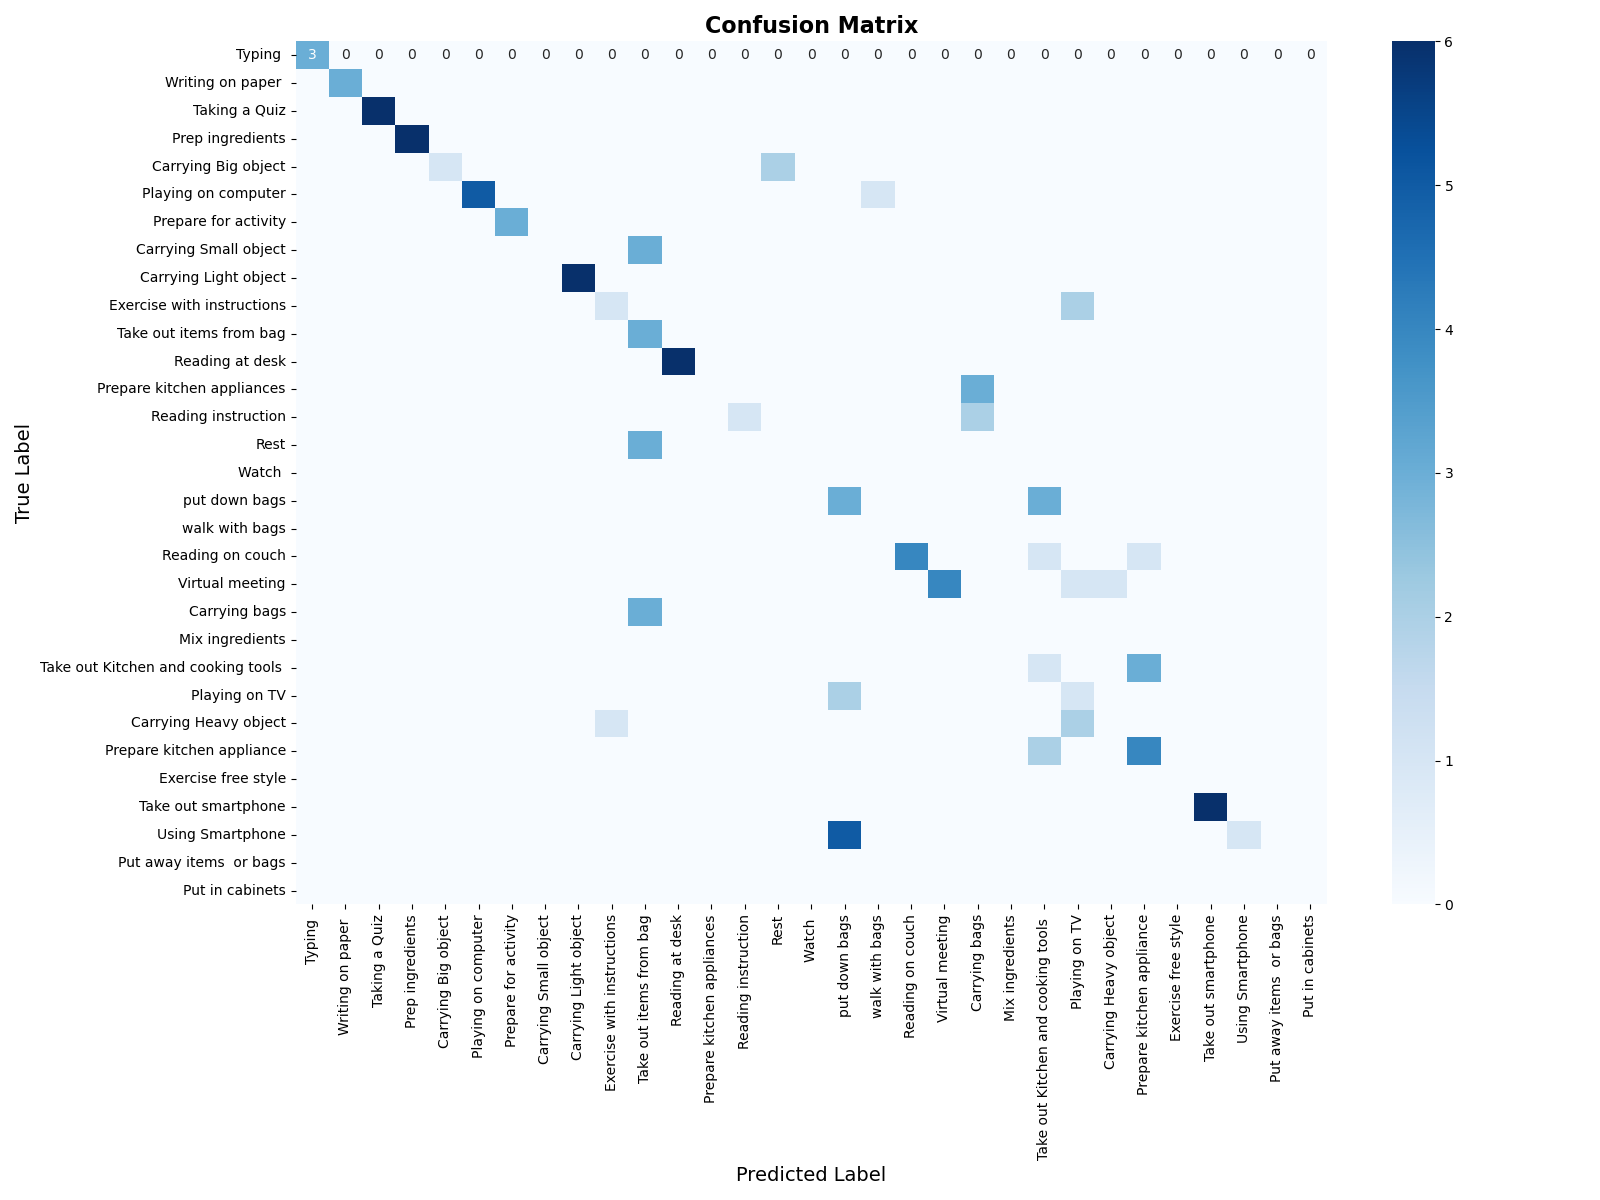 Confusion Matrix
Typing 3 0 0 0 0 0 0 0 0 0 0 0 0 0 0 0 0 0 0 0 0 0 0 0 0 0 0 0 0 0 0 6
Writing on paper
Taking a Quiz
Prep ingredients
Carrying Big object
Playing on computer 5
Prepare for activity
Carrying Small object
Carrying Light object
Exercise with instructions
Take out items from bag 4
Reading at desk
Prepare kitchen appliances
Reading instruction
Rest
Watch 3
put down bags
walk with bags
Reading on couch
Virtual meeting
Carrying bags 2
Mix ingredients
Take out Kitchen and cooking tools
Playing on TV
Carrying Heavy object
Prepare kitchen appliance 1
Exercise free style
Take out smartphone
Using Smartphone
Put away items  or bags
Put in cabinets 0
True Label
Typing
Writing on paper
Taking a Quiz
Prep ingredients
Carrying Big object
Playing on computer
Prepare for activity
Carrying Small object
Carrying Light object
Exercise with instructions
Take out items from bag
Reading at desk
Prepare kitchen appliances
Reading instruction
Rest
Watch
put down bags
walk with bags
Reading on couch
Virtual meeting
Carrying bags
Mix ingredients
Take out Kitchen and cooking tools
Playing on TV
Carrying Heavy object
Prepare kitchen appliance
Exercise free style
Take out smartphone
Using Smartphone
Put away items  or bags
Put in cabinets
Predicted Label